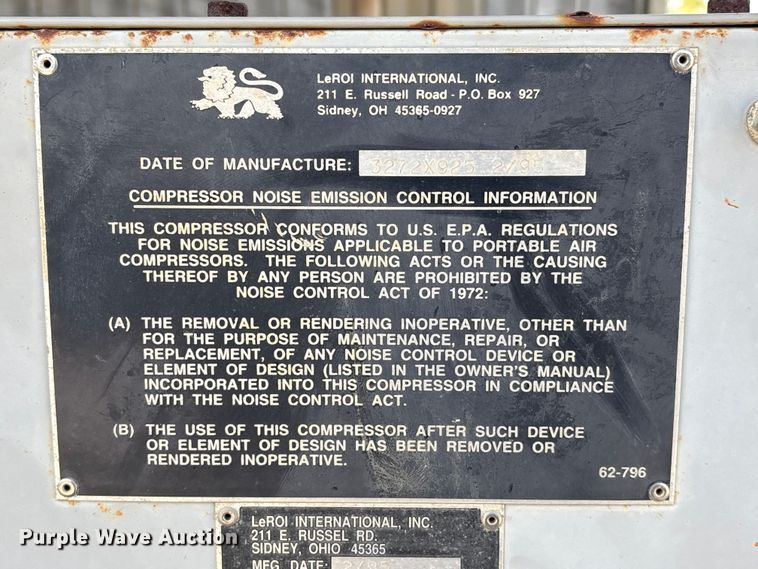 LeROI INTERNATIONAL, INC.
211 E. Russell Road - P.O. Box 927
Sidney, OH 45365-0927
DATE OF MANUFACTURE: 3272X925 2/95
COMPRESSOR NOISE EMISSION CONTROL INFORMATION
THIS COMPRESSOR CONFORMS TO U.S. E.P.A. REGULATIONS
FOR NOISE EMISSIONS APPLICABLE TO PORTABLE AIR
COMPRESSORS. THE FOLLOWING ACTS OR THE CAUSING
THEREOF BY ANY PERSON ARE PROHIBITED BY THE
NOISE CONTROL ACT OF 1972:
(A) THE REMOVAL OR RENDERING INOPERATIVE, OTHER THAN
FOR THE PURPOSE OF MAINTENANCE, REPAIR, OR
REPLACEMENT, OF ANY NOISE CONTROL DEVICE OR
ELEMENT OF DESIGN (LISTED IN THE OWNER'S MANUAL)
INCORPORATED INTO THIS COMPRESSOR IN COMPLIANCE
WITH THE NOISE CONTROL ACT.
(B) THE USE OF THIS COMPRESSOR AFTER SUCH DEVICE
OR ELEMENT OF DESIGN HAS BEEN REMOVED OR
RENDERED INOPERATIVE.
62-796
LeROI INTERNATIONAL, INC.
211 E. RUSSEL RD.
SIDNEY, OHIO 45365
MFG DATE: 2/95
Purple Wave Auction